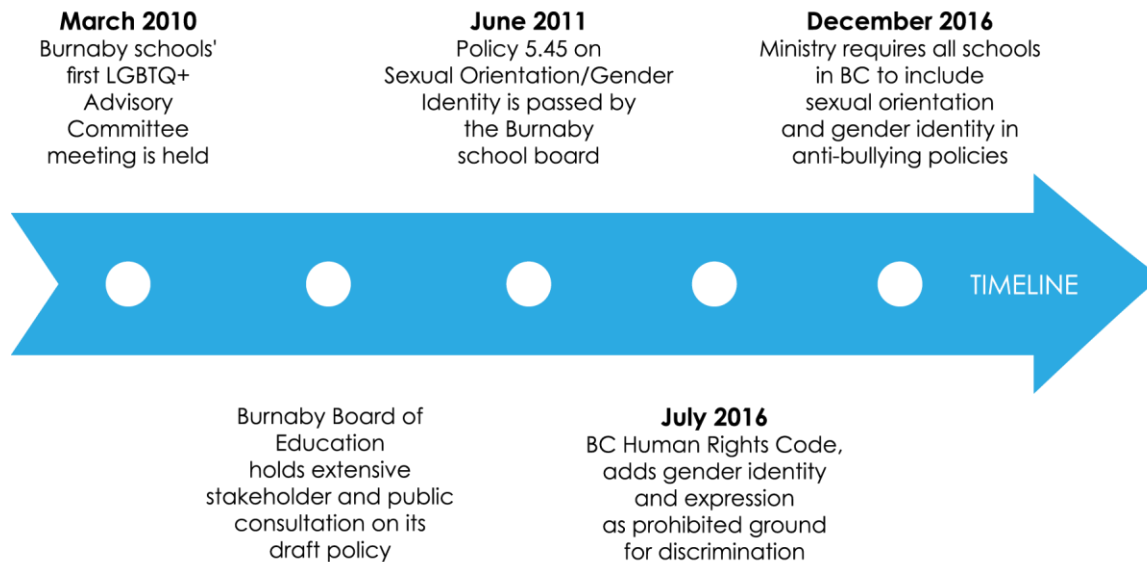 March 2010
Burnaby schools'
first LGBTQ+
Advisory
Committee
meeting is held
June 2011
Policy 5.45 on
Sexual Orientation/Gender
Identity is passed by
the Burnaby
school board
December 2016
Ministry requires all schools
in BC to include
sexual orientation
and gender identity in
anti-bullying policies
TIMELINE
Burnaby Board of
Education
holds extensive
stakeholder and public
consultation on its
draft policy
July 2016
BC Human Rights Code,
adds gender identity
and expression
as prohibited ground
for discrimination